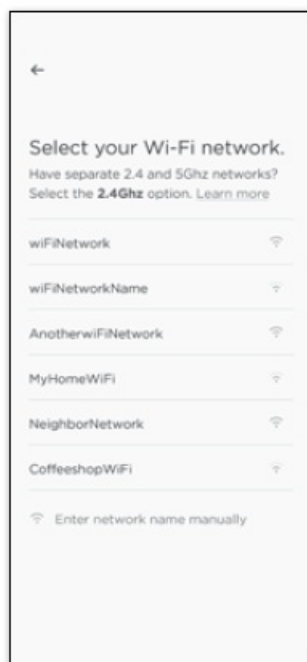 Select your Wi-Fi network.
Have separate 2.4 and 5Ghz networks?
Select the 2.4Ghz option. Learn more
wiFiNetwork
wiFiNetworkName
AnotherwiFiNetwork
MyHomeWiFi
NeighborNetwork
CoffeeshopWiFi
Enter network name manually